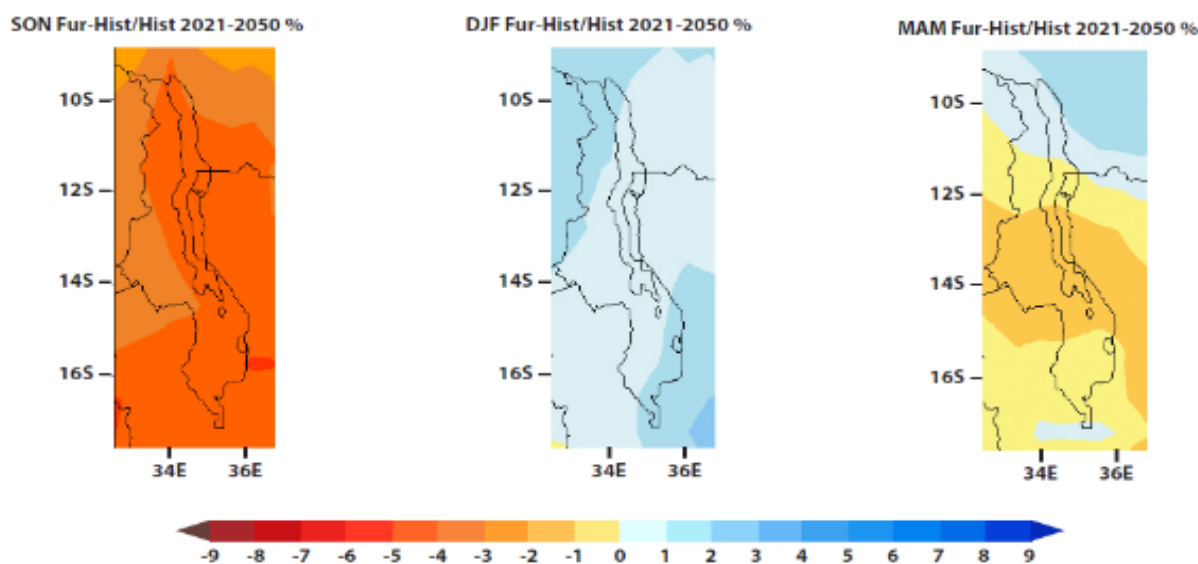 SON Fur-Hist/Hist 2021-2050 %
DJF Fur-Hist/Hist 2021-2050 %
MAM Fur-Hist/Hist 2021-2050 %
10S
12S
14S
16S
34E 36E
10S
12S
14S
16S
34E 36E
10S
12S
14S
16S
34E 36E
-9 -8 -7 -6 -5 -4 -3 -2 -1 0 1 2 3 4 5 6 7 8 9